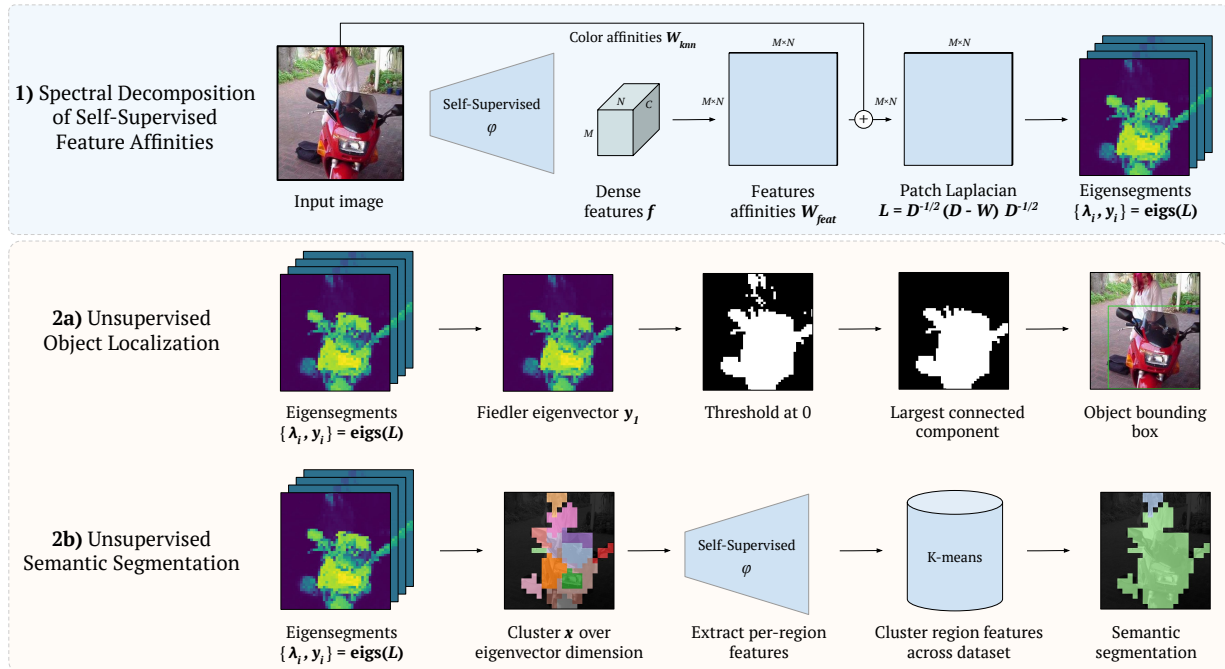 1) Spectral Decomposition
of Self-Supervised
Feature Affinities
Input image
Color affinities W_knn
Self-Supervised
φ
N
C
M
Dense
features f
M×N
M×N
Features
affinities W_feat
+
M×N
M×N
Patch Laplacian
L = D^-1/2 (D - W) D^-1/2
Eigensegments
{ λ_i , y_i } = eigs(L)
2a) Unsupervised
Object Localization
Eigensegments
{ λ_i , y_i } = eigs(L)
Fiedler eigenvector y_1
Threshold at 0
Largest connected
component
Object bounding
box
2b) Unsupervised
Semantic Segmentation
Eigensegments
{ λ_i , y_i } = eigs(L)
Cluster x over
eigenvector dimension
Self-Supervised
φ
Extract per-region
features
K-means
Cluster region features
across dataset
Semantic
segmentation